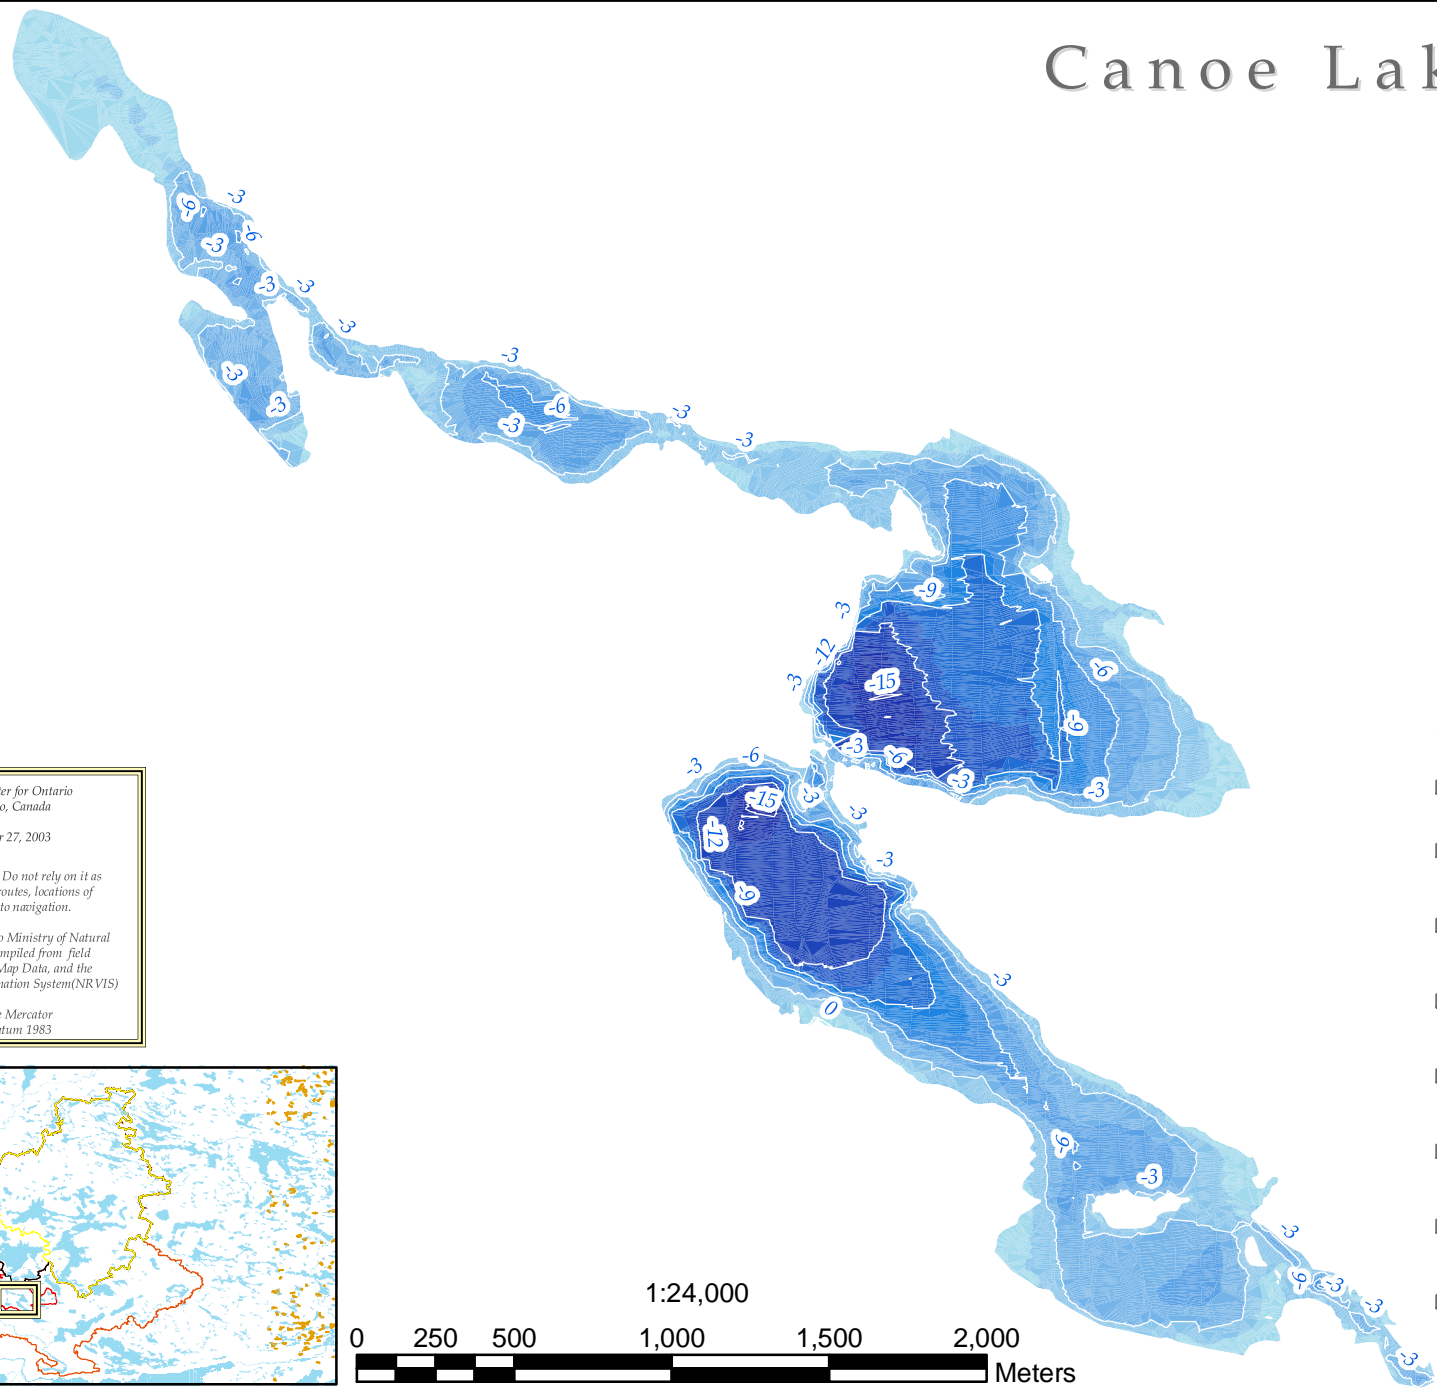 Canoe Lak
-3
-9
-6
-3
-3
-3
-3
-3
-3
-3
-6
-3
-3
-3
-9
-3
-12
-6
-3
-15
-9
-3
-6
-3
-3
-6
-3
-15
-3
-3
-12
-3
-9
-3
0
-9
-3
-3
-9
-3
-3
-3
ter for Ontario
o, Canada
r 27, 2003
Do not rely on it as
routes, locations of
to navigation.
o Ministry of Natural
mpiled from field
Map Data, and the
nation System(NRVIS)
e Mercator
atum 1983
1:24,000
0 250 500 1,000 1,500 2,000
Meters